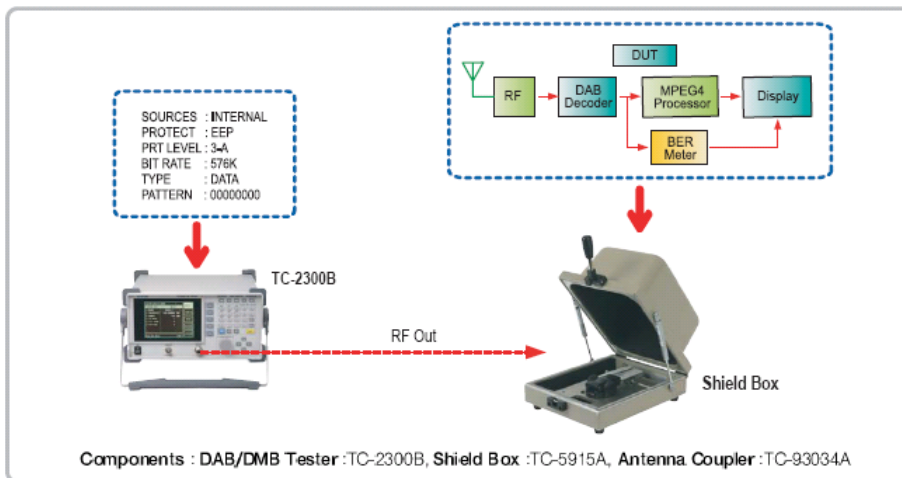 SOURCES : INTERNAL
PROTECT : EEP
PRT LEVEL : 3-A
BIT RATE : 576K
TYPE : DATA
PATTERN : 00000000
DUT
RF
DAB
Decoder
MPEG4
Processor
Display
BER
Meter
TC-2300B
RF Out
Shield Box
Components : DAB/DMB Tester :TC-2300B, Shield Box :TC-5915A, Antenna Coupler :TC-93034A